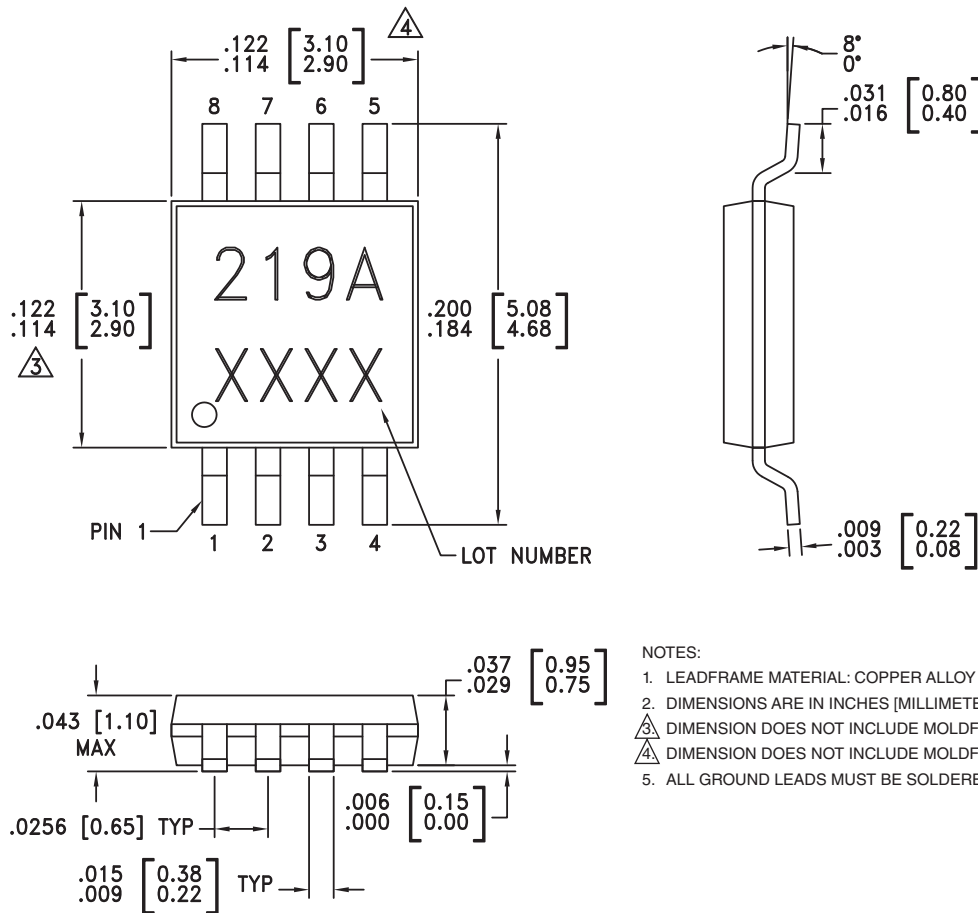 .122 [3.10]
.114 [2.90]
4
8 7 6 5
219A
XXXX
.122 [3.10]
.114 [2.90]
3
.200 [5.08]
.184 [4.68]
PIN 1
1 2 3 4
LOT NUMBER
8°
0°
.031 [0.80]
.016 [0.40]
.009 [0.22]
.003 [0.08]
.043 [1.10]
MAX
.037 [0.95]
.029 [0.75]
.0256 [0.65] TYP
.006 [0.15]
.000 [0.00]
.015 [0.38]
.009 [0.22]
TYP
NOTES:
1. LEADFRAME MATERIAL: COPPER ALLOY
2. DIMENSIONS ARE IN INCHES [MILLIMETE
3. DIMENSION DOES NOT INCLUDE MOLDF
4. DIMENSION DOES NOT INCLUDE MOLDF
5. ALL GROUND LEADS MUST BE SOLDERE